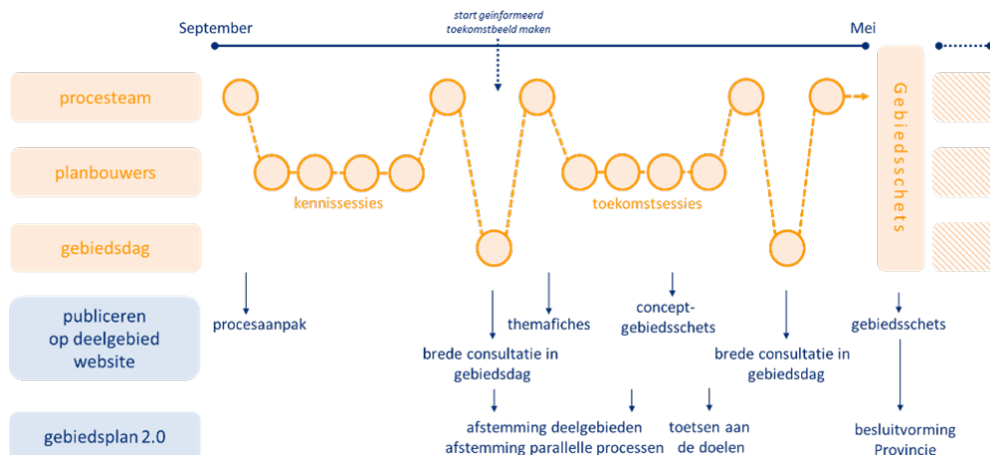 start geïnformeerd
toekomstbeeld maken
September
Mei
procesteam
planbouwers
kennissessies
toekomstsessies
gebiedsdag
Gebiedsschets
publiceren
op deelgebied
website
procesaanpak
themafiches
concept-
gebiedsschets
gebiedsschets
brede consultatie in
gebiedsdag
brede consultatie in
gebiedsdag
gebiedsplan 2.0
afstemming deelgebieden
afstemming parallelle processen
toetsen aan
de doelen
besluitvorming
Provincie